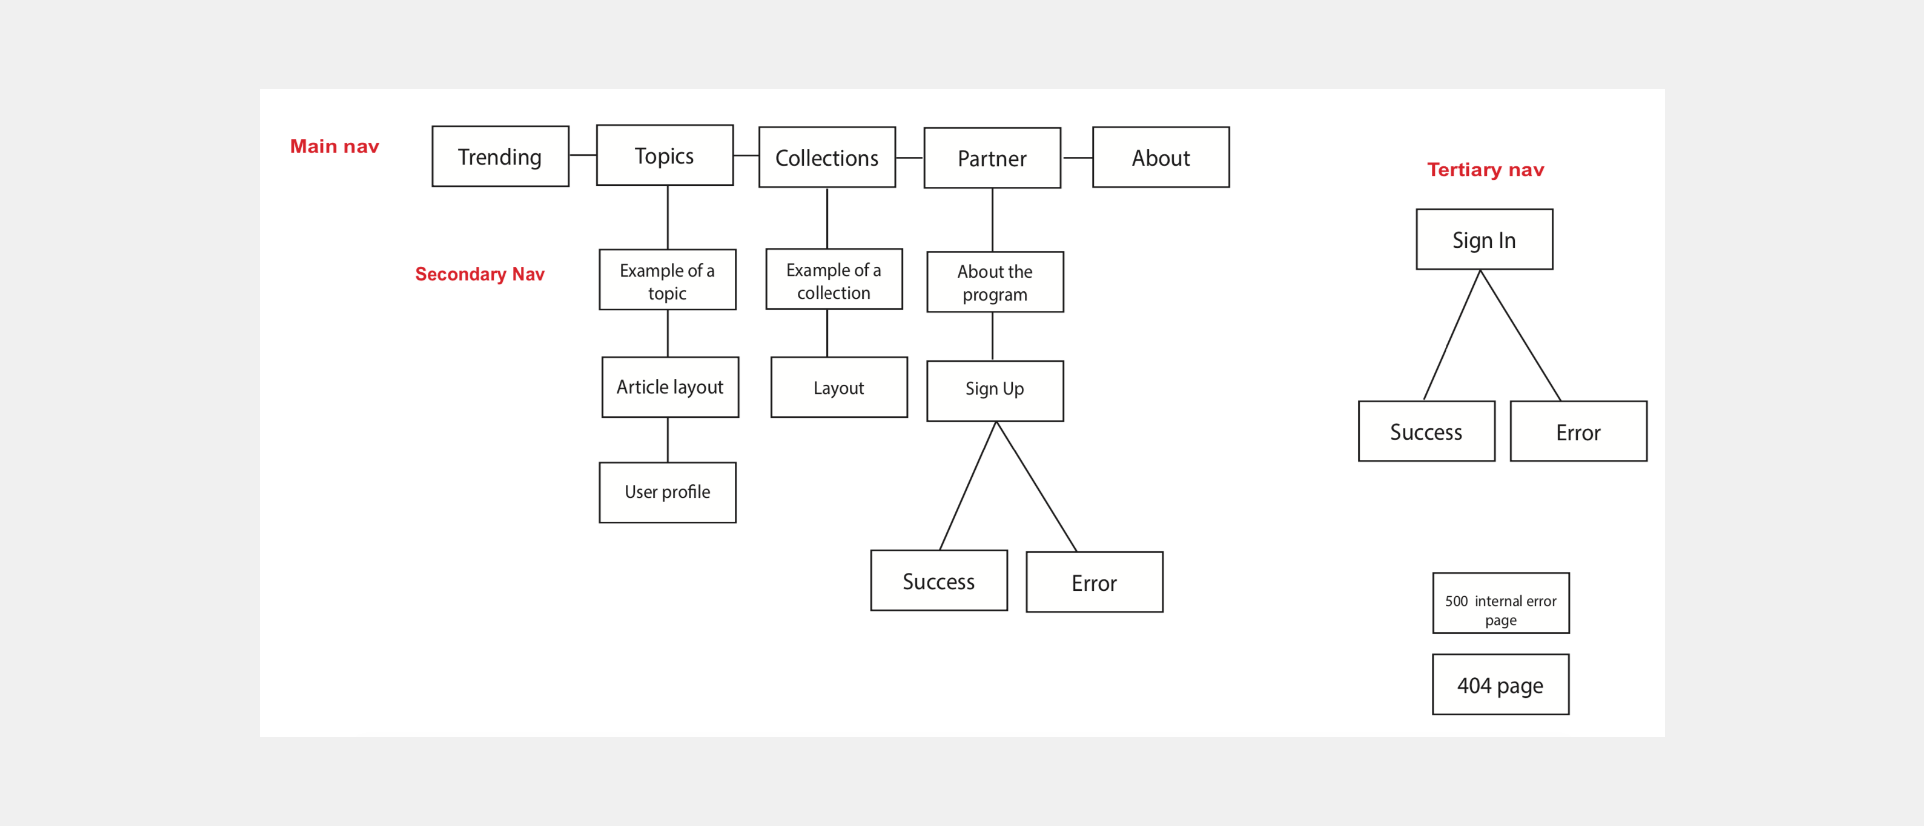 Main nav
Trending
Topics
Collections
Partner
About
Tertiary nav
Sign In
Secondary Nav
Example of a
topic
Example of a
collection
About the
program
Article layout
Layout
Sign Up
Success
Error
User profile
Success
Error
500 internal error
page
404 page